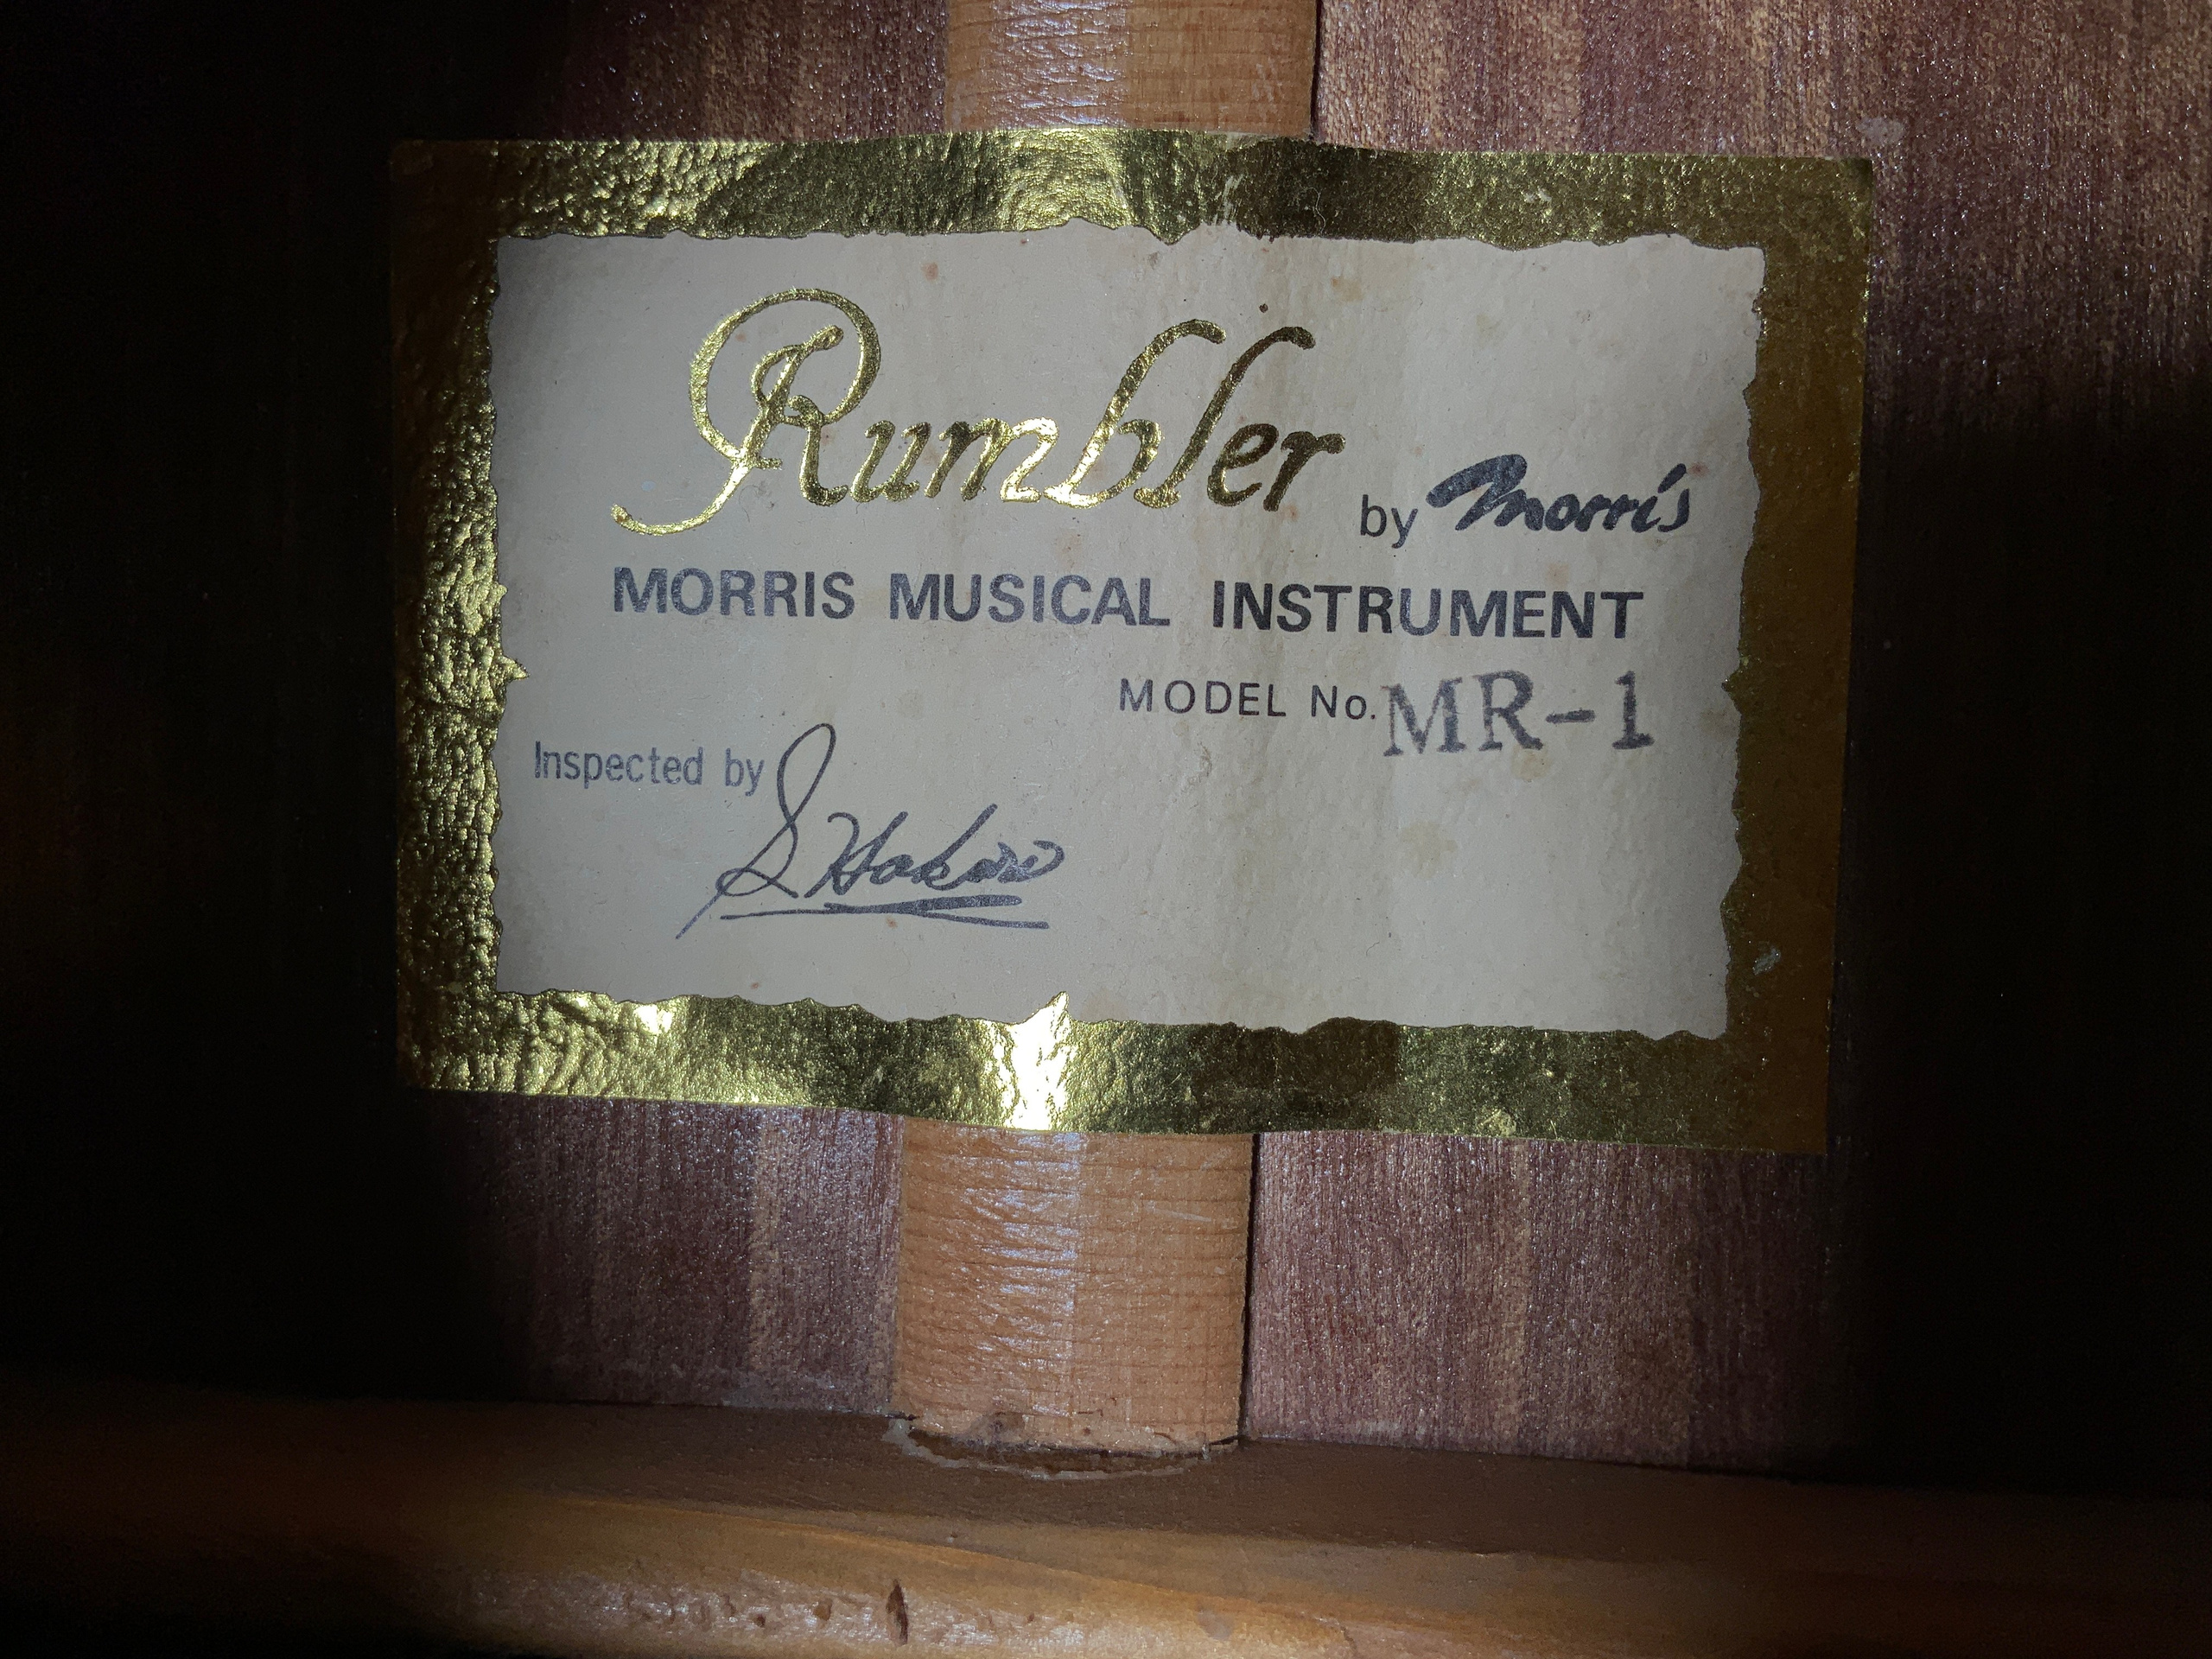 Rumbler by Morris
MORRIS MUSICAL INSTRUMENT
MODEL No. MR-1
Inspected by